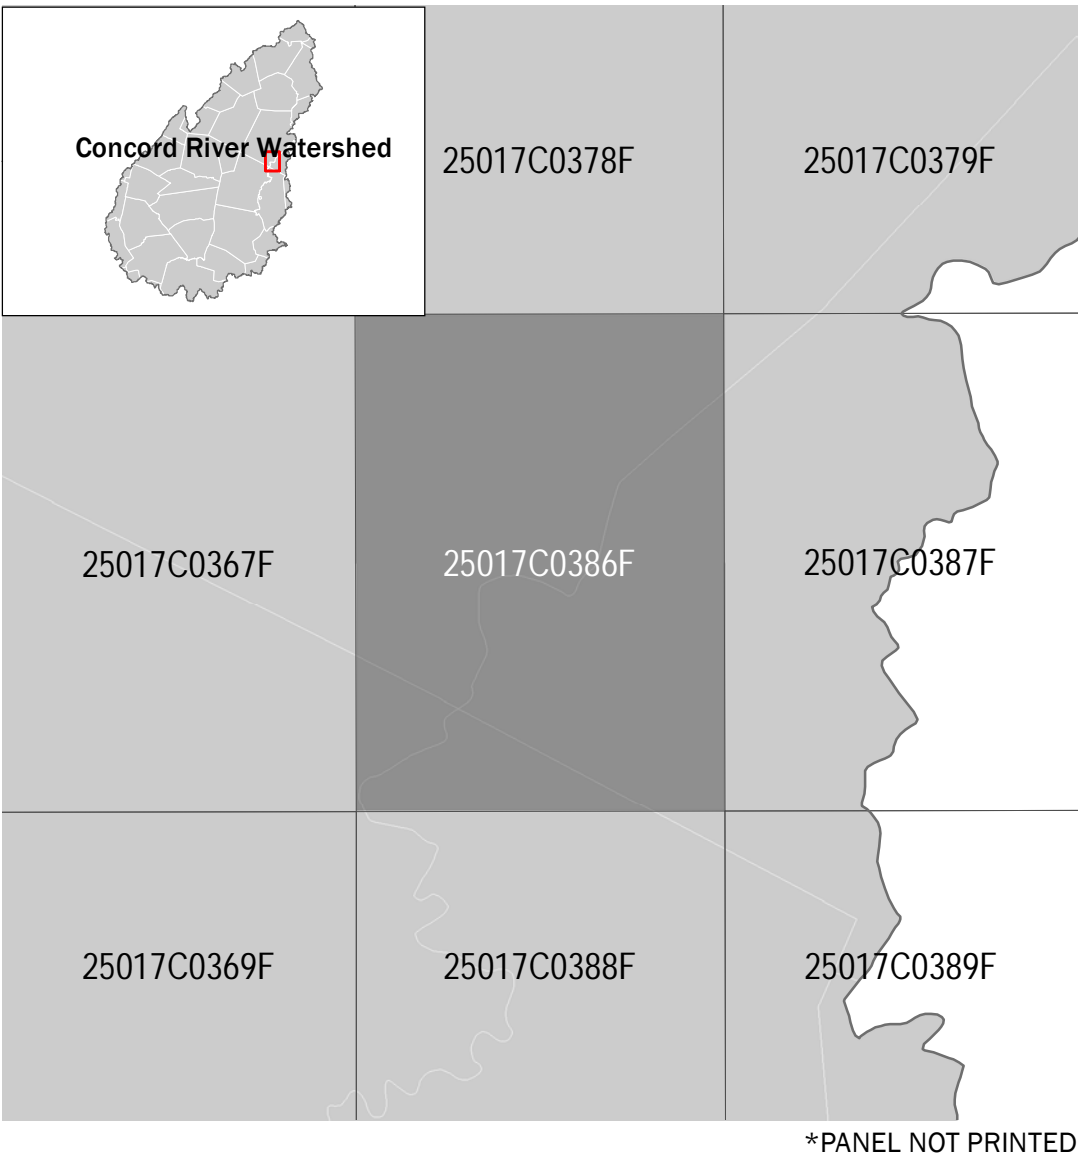 Concord River Watershed
25017C0378F
25017C0379F
25017C0367F
25017C0386F
25017C0387F
25017C0369F
25017C0388F
25017C0389F
*PANEL NOT PRINTED